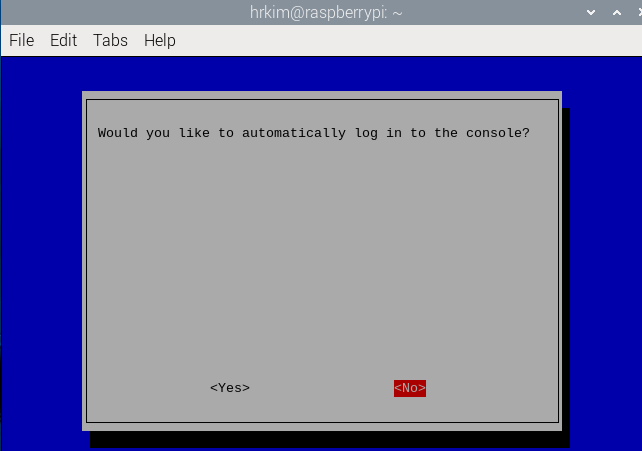 hrkim@raspberrypi: ~
File Edit Tabs Help
Would you like to automatically log in to the console?
<Yes> <No>